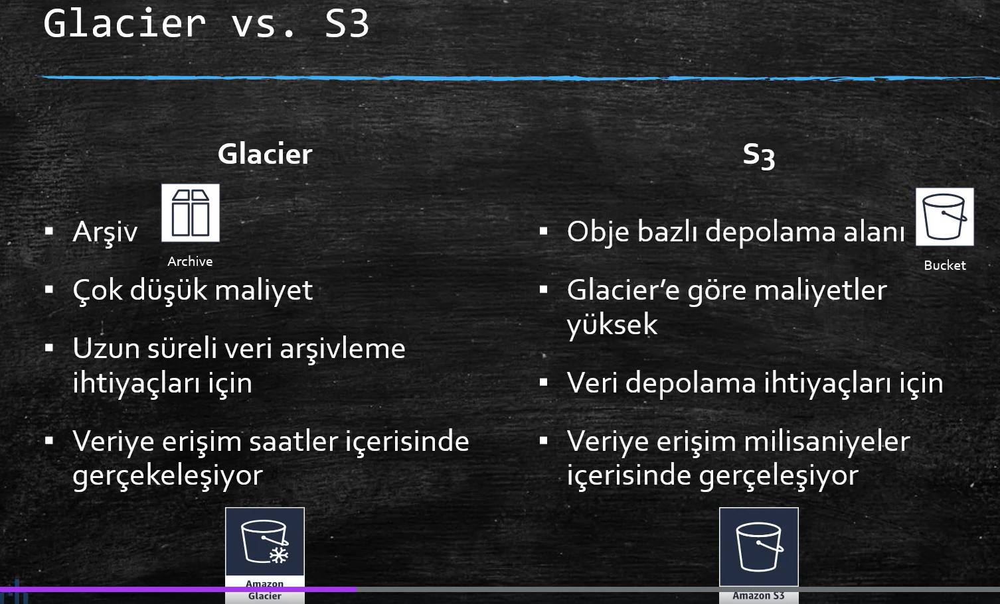 Glacier vs. S3
Glacier
Arşiv
Archive
Çok düşük maliyet
Uzun süreli veri arşivleme
ihtiyaçları için
Veriye erişim saatler içerisinde
gerçekeleşiyor
Amazon
Glacier
S3
Obje bazlı depolama alanı
Bucket
Glacier’e göre maliyetler
yüksek
Veri depolama ihtiyaçları için
Veriye erişim milisaniyeler
içerisinde gerçeleşiyor
Amazon S3